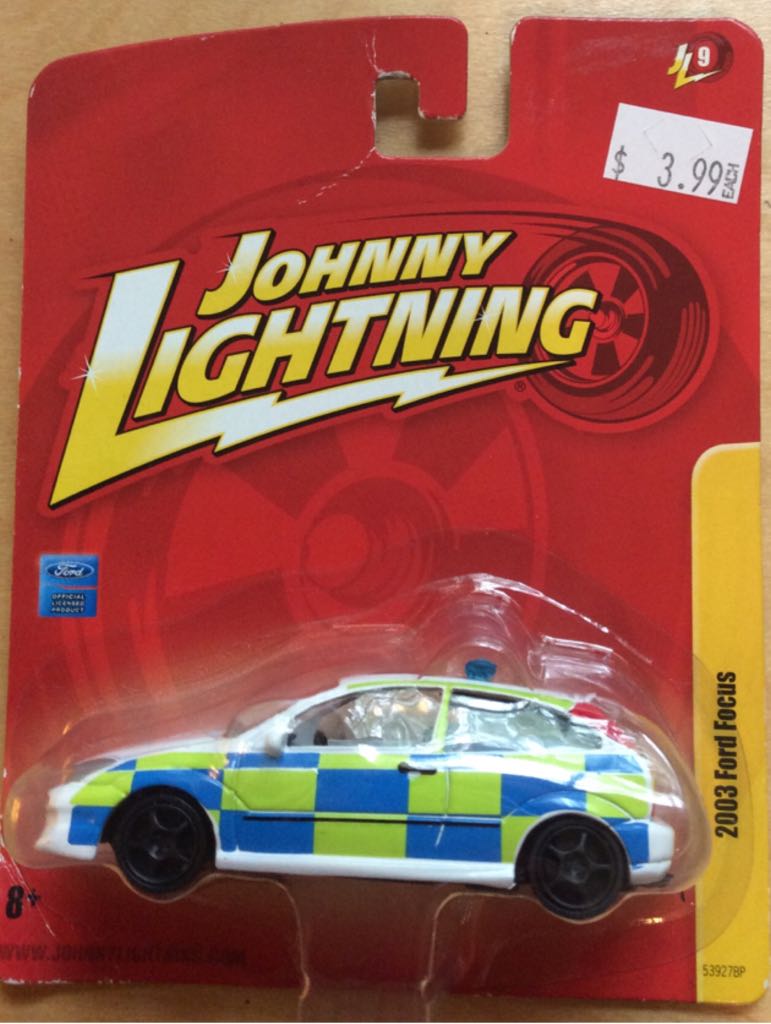 JL 9
$ 3.99 EACH
JOHNNY
LIGHTNING
®
Ford
OFFICIAL
LICENSED
PRODUCT
2003 Ford Focus
8+
WWW.JOHNNYLIGHTNING.COM
53927BP